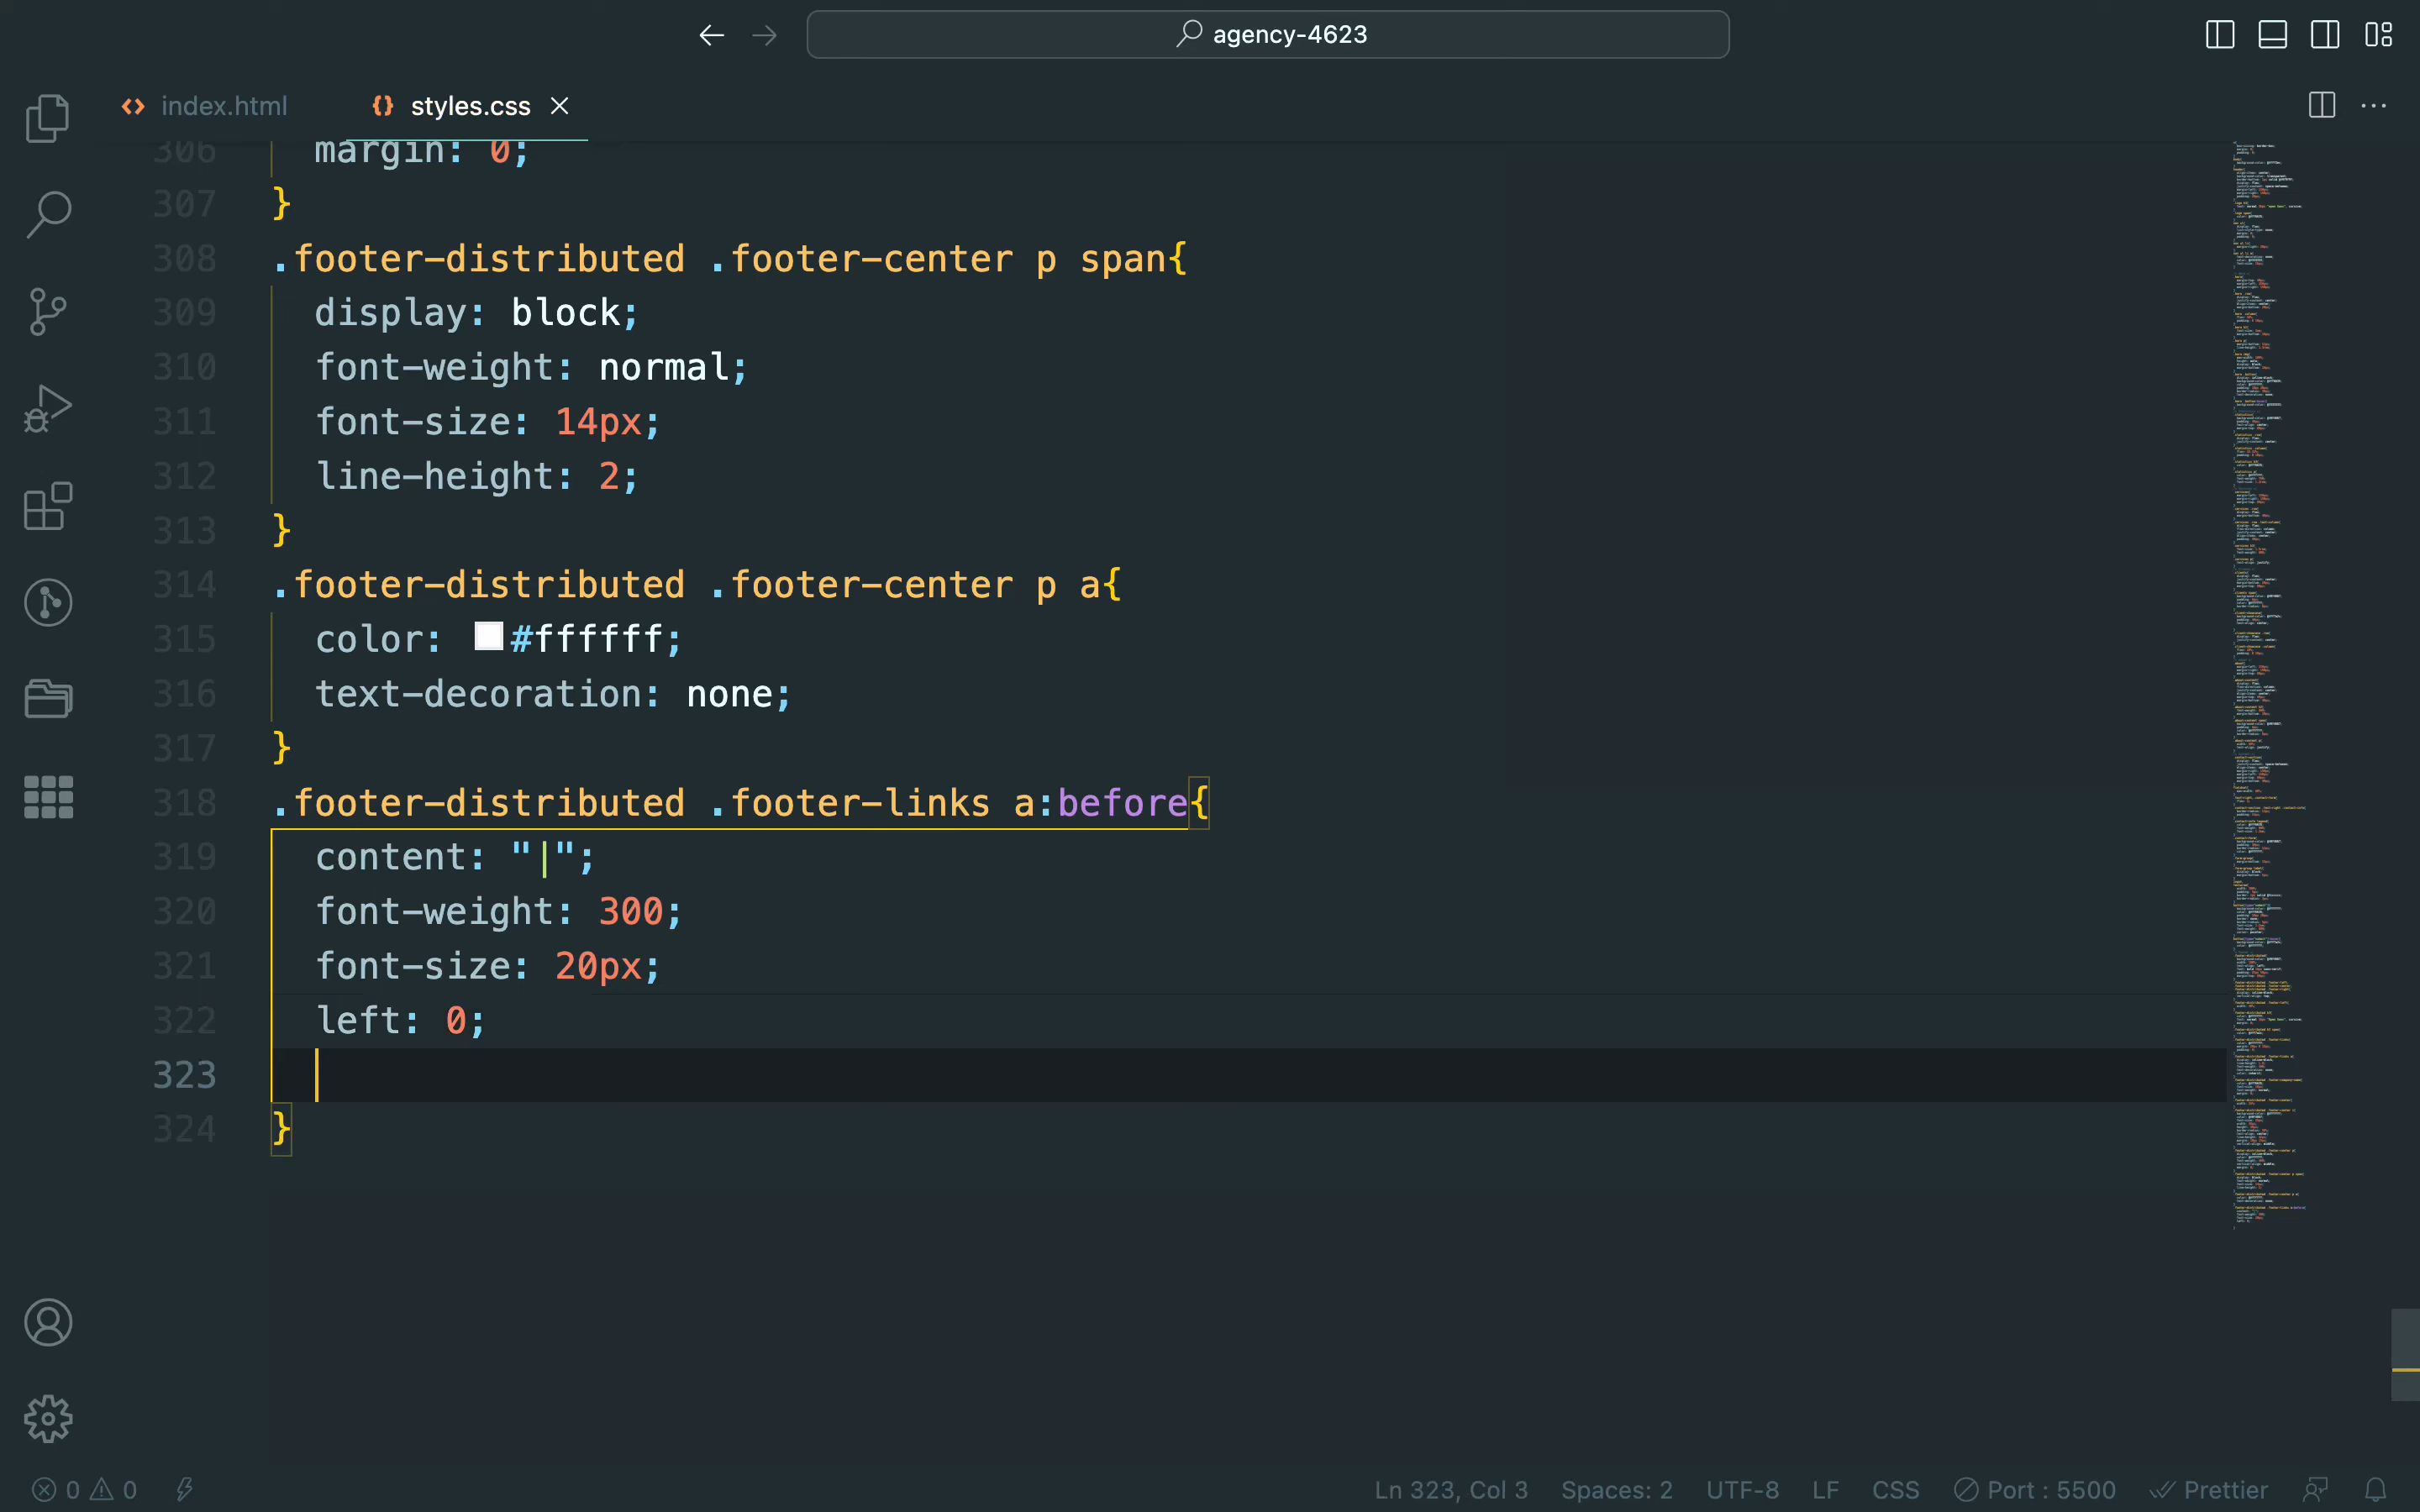 agency-4623
index.html
styles.css
306 margin: 0;
307 }
308 .footer-distributed .footer-center p span{
309 display: block;
310 font-weight: normal;
311 font-size: 14px;
312 line-height: 2;
313 }
314 .footer-distributed .footer-center p a{
315 color: #ffffff;
316 text-decoration: none;
317 }
318 .footer-distributed .footer-links a:before{
319 content: "|";
320 font-weight: 300;
321 font-size: 20px;
322 left: 0;
323
324 }
0 0 Ln 323, Col 3 Spaces: 2 UTF-8 LF CSS Port : 5500 Prettier